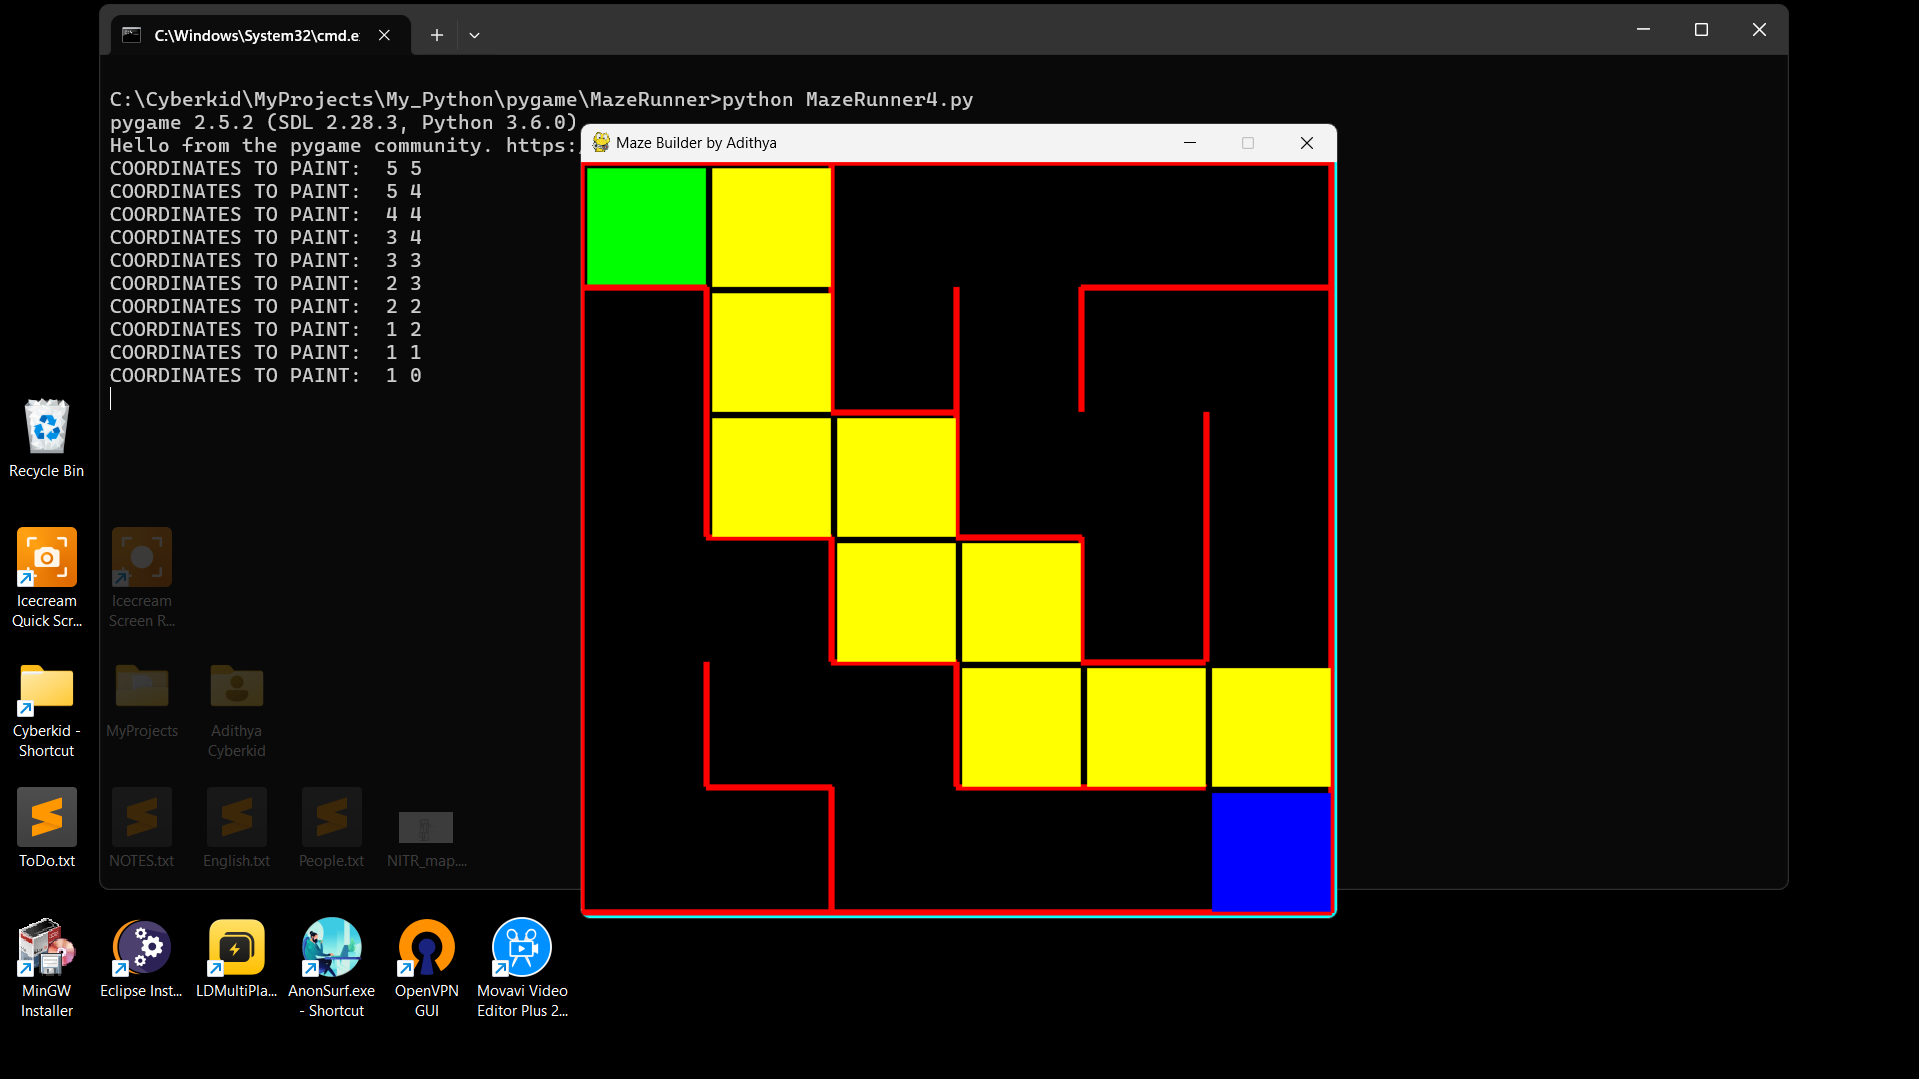 C:\Windows\System32\cmd.e
C:\Cyberkid\MyProjects\My_Python\pygame\MazeRunner>python MazeRunner4.py
pygame 2.5.2 (SDL 2.28.3, Python 3.6.0)
Hello from the pygame community. https:/
Maze Builder by Adithya
COORDINATES TO PAINT:  5 5
COORDINATES TO PAINT:  5 4
COORDINATES TO PAINT:  4 4
COORDINATES TO PAINT:  3 4
COORDINATES TO PAINT:  3 3
COORDINATES TO PAINT:  2 3
COORDINATES TO PAINT:  2 2
COORDINATES TO PAINT:  1 2
COORDINATES TO PAINT:  1 1
COORDINATES TO PAINT:  1 0
Recycle Bin
Icecream
Quick Scr...
Icecream
Screen R...
Cyberkid -
Shortcut
MyProjects
Adithya
Cyberkid
ToDo.txt
NOTES.txt
English.txt
People.txt
NITR_map....
MinGW
Installer
Eclipse Inst...
LDMultiPla...
AnonSurf.exe
- Shortcut
OpenVPN
GUI
Movavi Video
Editor Plus 2...